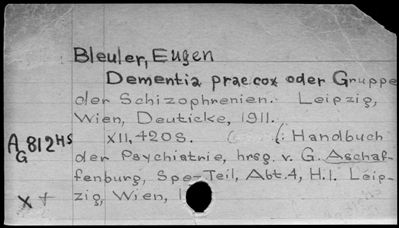 Bleuler, Eugen
Dementia praecox oder Gruppe
der Schizophrenien. Leipzig,
Wien, Deuticke, 1911.
A 812 HS
G
XII, 420 S. (: Handbuch
der Psychiatrie, hrsg. v. G. Aschaf-
fenburg, Spe- Teil, Abt. 4, H. I. Leip-
x + zig, Wien, 1